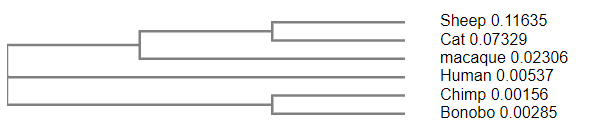 Sheep 0.11635
Cat 0.07329
macaque 0.02306
Human 0.00537
Chimp 0.00156
Bonobo 0.00285